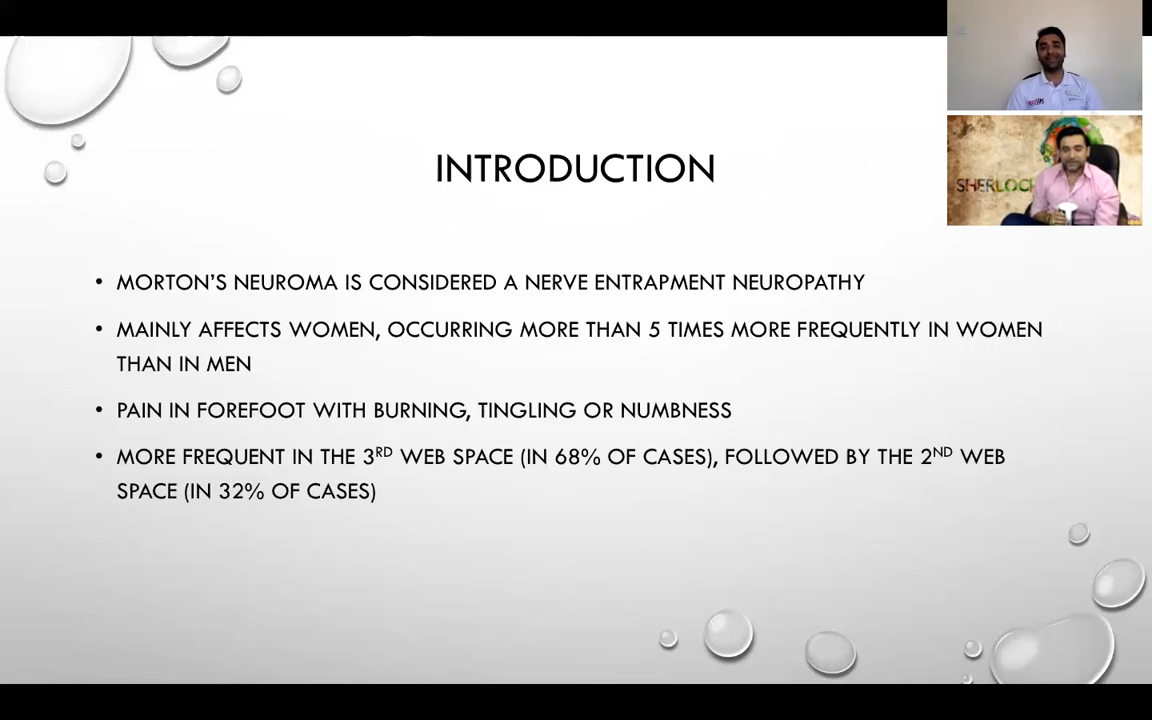 INTRODUCTION
• MORTON'S NEUROMA IS CONSIDERED A NERVE ENTRAPMENT NEUROPATHY
• MAINLY AFFECTS WOMEN, OCCURRING MORE THAN 5 TIMES MORE FREQUENTLY IN WOMEN
THAN IN MEN
• PAIN IN FOREFOOT WITH BURNING, TINGLING OR NUMBNESS
• MORE FREQUENT IN THE 3RD WEB SPACE (IN 68% OF CASES), FOLLOWED BY THE 2ND WEB
SPACE (IN 32% OF CASES)
SHERLOC